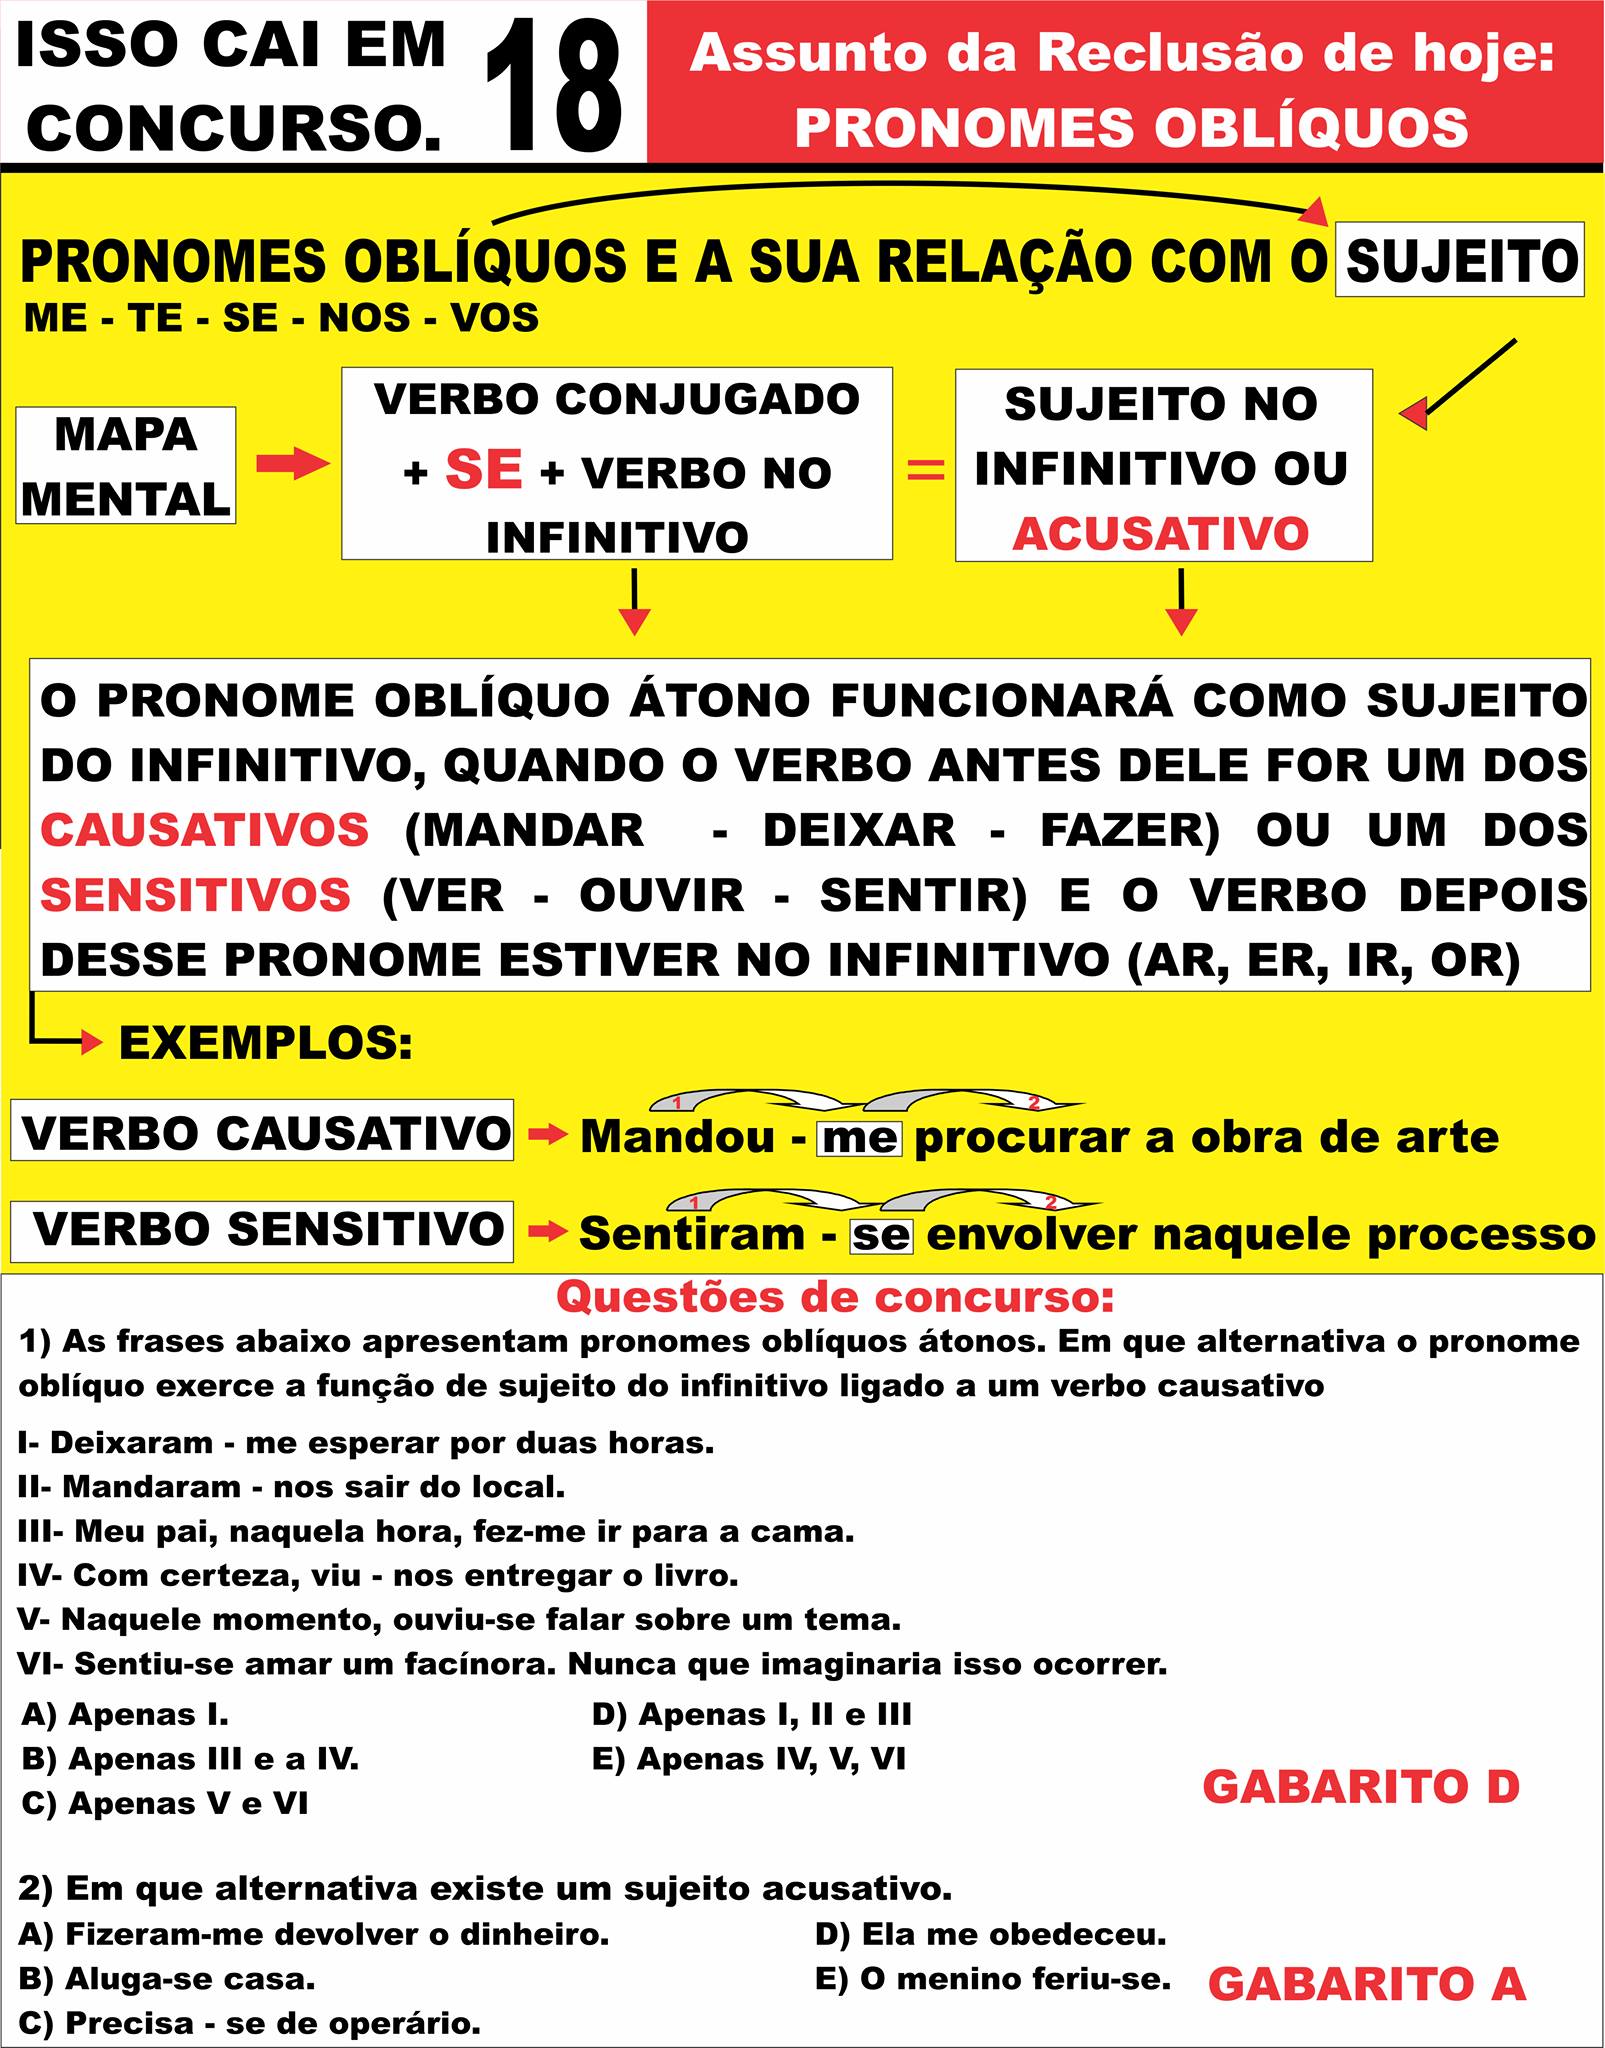 ISSO CAI EM
CONCURSO.
18
Assunto da Reclusão de hoje:
PRONOMES OBLÍQUOS
PRONOMES OBLÍQUOS E A SUA RELAÇÃO COM O SUJEITO
ME - TE - SE - NOS - VOS
MAPA
MENTAL
VERBO CONJUGADO
+ SE + VERBO NO
INFINITIVO
=
SUJEITO NO
INFINITIVO OU
ACUSATIVO
O PRONOME OBLÍQUO ÁTONO FUNCIONARÁ COMO SUJEITO
DO INFINITIVO, QUANDO O VERBO ANTES DELE FOR UM DOS
CAUSATIVOS (MANDAR - DEIXAR - FAZER) OU UM DOS
SENSITIVOS (VER - OUVIR - SENTIR) E O VERBO DEPOIS
DESSE PRONOME ESTIVER NO INFINITIVO (AR, ER, IR, OR)
EXEMPLOS:
1 2
VERBO CAUSATIVO Mandou - me procurar a obra de arte
1 2
VERBO SENSITIVO Sentiram - se envolver naquele processo
Questões de concurso:
1) As frases abaixo apresentam pronomes oblíquos átonos. Em que alternativa o pronome
oblíquo exerce a função de sujeito do infinitivo ligado a um verbo causativo
I- Deixaram - me esperar por duas horas.
II- Mandaram - nos sair do local.
III- Meu pai, naquela hora, fez-me ir para a cama.
IV- Com certeza, viu - nos entregar o livro.
V- Naquele momento, ouviu-se falar sobre um tema.
VI- Sentiu-se amar um facínora. Nunca que imaginaria isso ocorrer.
A) Apenas I.
B) Apenas III e a IV.
C) Apenas V e VI
D) Apenas I, II e III
E) Apenas IV, V, VI
GABARITO D
2) Em que alternativa existe um sujeito acusativo.
A) Fizeram-me devolver o dinheiro.
B) Aluga-se casa.
C) Precisa - se de operário.
D) Ela me obedeceu.
E) O menino feriu-se.
GABARITO A